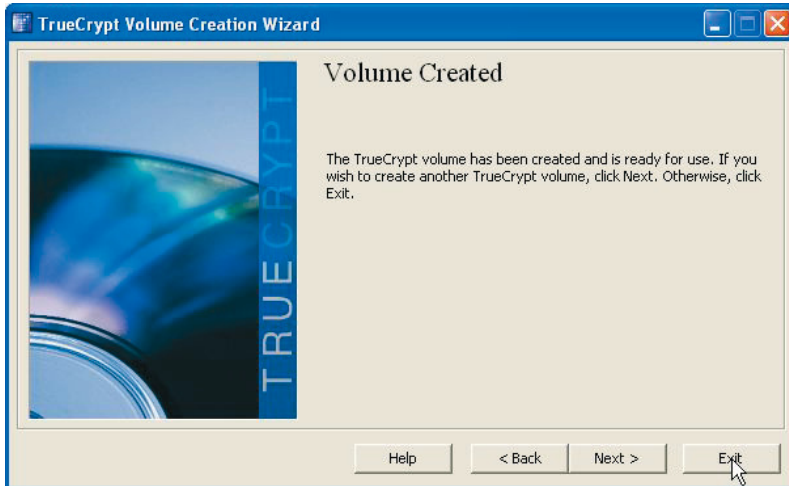 TrueCrypt Volume Creation Wizard
TRUECRYPT
Volume Created
The TrueCrypt volume has been created and is ready for use. If you
wish to create another TrueCrypt volume, click Next. Otherwise, click
Exit.
Help
< Back
Next >
Exit